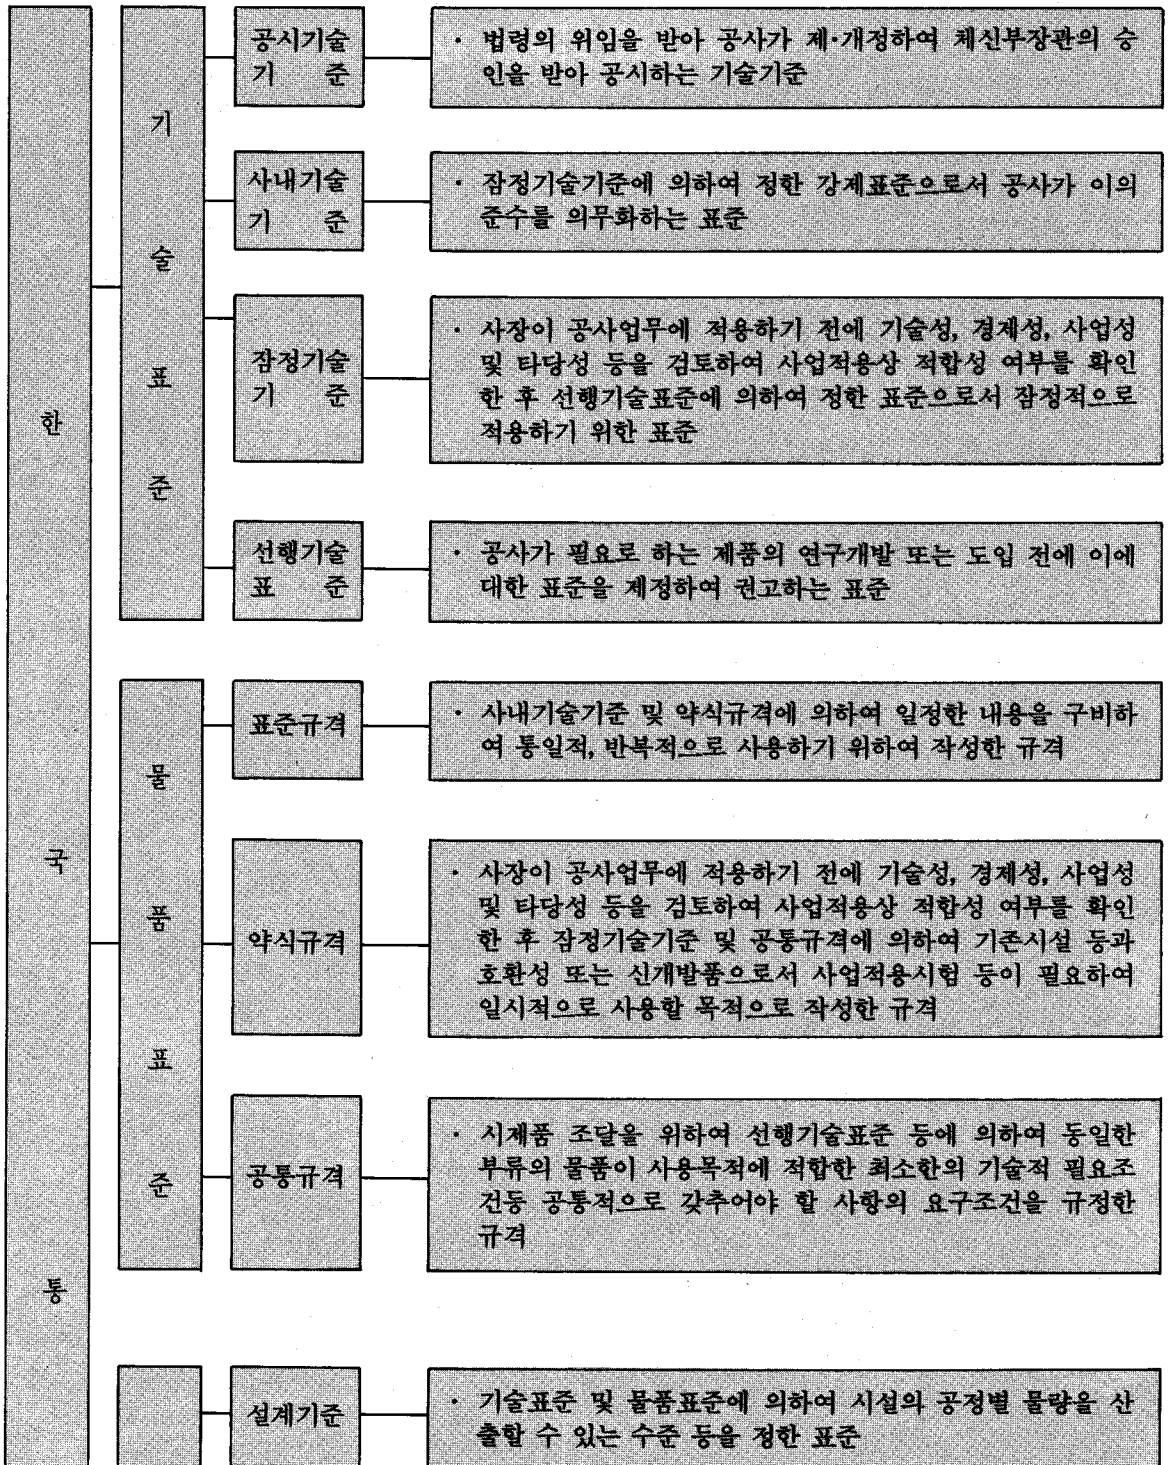 한
국
통
기
술
표
준
공시기술
기 준
· 법령의 위임을 받아 공사가 제·개정하여 체신부장관의 승
인을 받아 공시하는 기술기준
사내기술
기 준
· 잠정기술기준에 의하여 정한 강제표준으로서 공사가 이의
준수를 의무화하는 표준
잠정기술
기 준
· 사장이 공사업무에 적용하기 전에 기술성, 경제성, 사업성
및 타당성 등을 검토하여 사업적용상 적합성 여부를 확인
한 후 선행기술표준에 의하여 정한 표준으로서 잠정적으로
적용하기 위한 표준
선행기술
표 준
· 공사가 필요로 하는 제품의 연구개발 또는 도입 전에 이에
대한 표준을 제정하여 권고하는 표준
물
품
표
준
표준규격
· 사내기술기준 및 약식규격에 의하여 일정한 내용을 구비하
여 통일적, 반복적으로 사용하기 위하여 작성한 규격
약식규격
· 사장이 공사업무에 적용하기 전에 기술성, 경제성, 사업성
및 타당성 등을 검토하여 사업적용상 적합성 여부를 확인
한 후 잠정기술기준 및 공통규격에 의하여 기존시설 등과
호환성 또는 신개발품으로서 사업적용시험 등이 필요하여
일시적으로 사용할 목적으로 작성한 규격
공통규격
· 시제품 조달을 위하여 선행기술표준 등에 의하여 동일한
부류의 물품이 사용목적에 적합한 최소한의 기술적 필요조
건등 공통적으로 갖추어야 할 사항의 요구조건을 규정한
규격
설계기준
· 기술표준 및 물품표준에 의하여 시설의 공정별 물량을 산
출할 수 있는 수준 등을 정한 표준